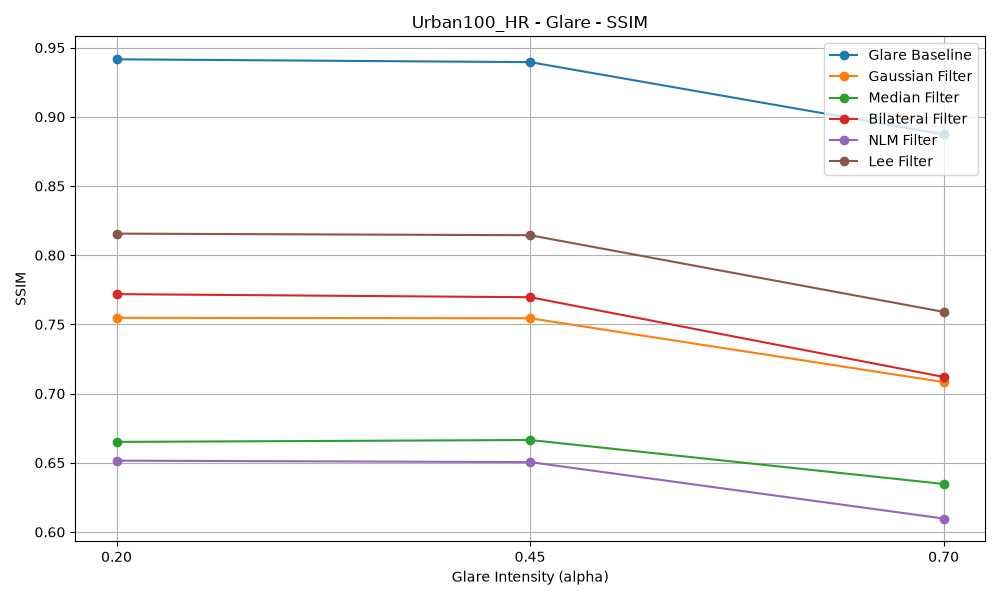 Urban100_HR - Glare - SSIM
SSIM
0.95
0.90
0.85
0.80
0.75
0.70
0.65
0.60
Glare Baseline
Gaussian Filter
Median Filter
Bilateral Filter
NLM Filter
Lee Filter
0.20
0.45
0.70
Glare Intensity (alpha)